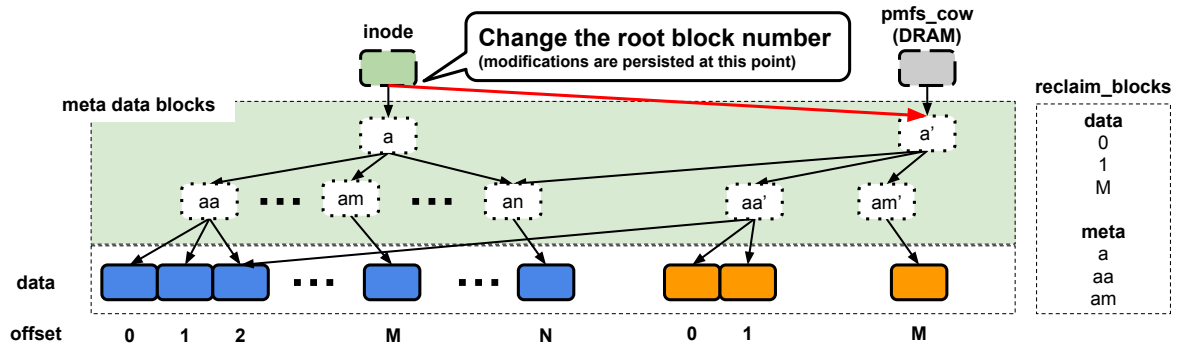 inode
pmfs_cow
(DRAM)
Change the root block number
(modifications are persisted at this point)
reclaim_blocks
meta data blocks
a
a’
data
0
1
M
meta
a
aa
am
aa
am
an
aa’
am’
data
offset
0 1 2 M N 0 1 M